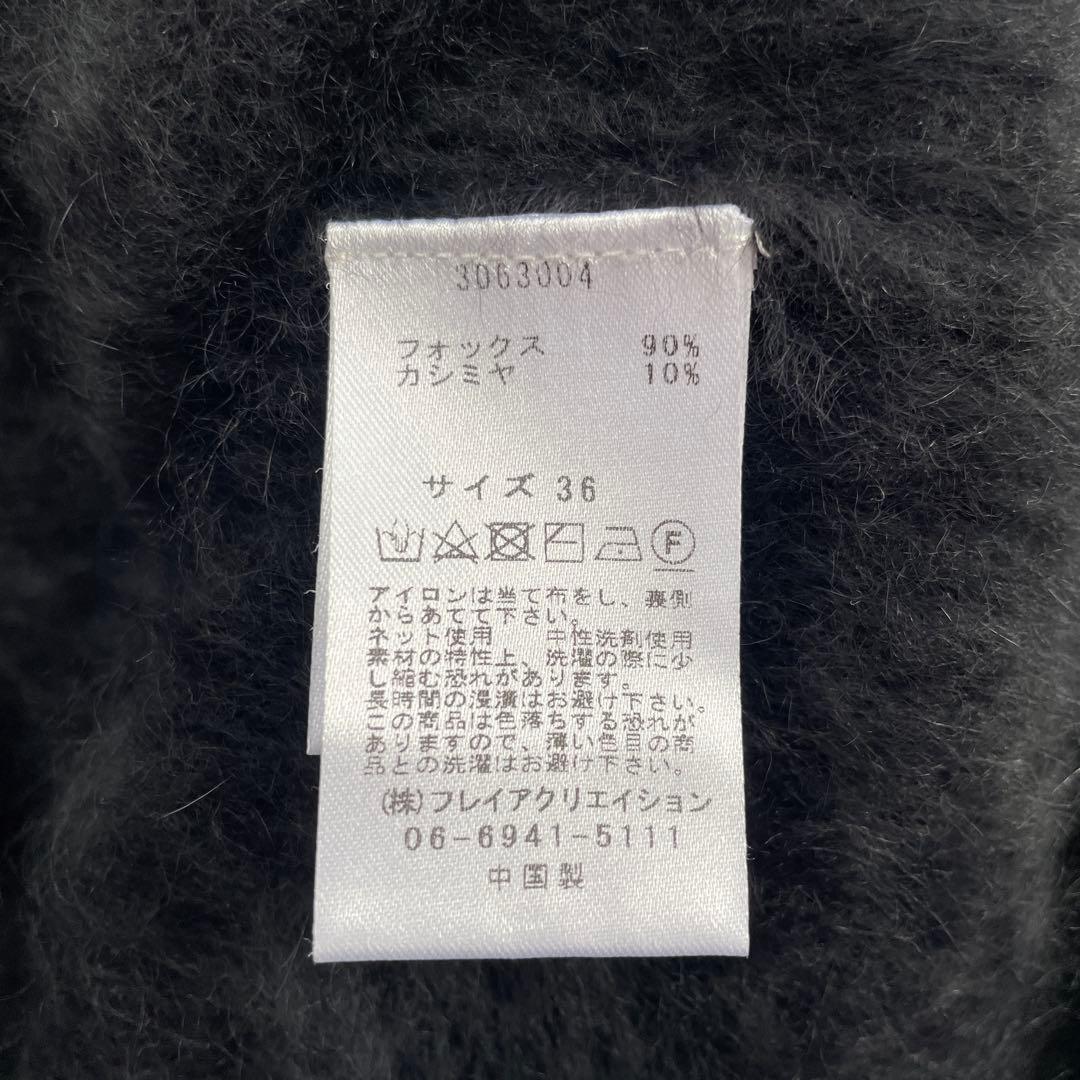 3063004
フォックス 90%
カシミヤ 10%
サイズ 36
F
アイロンは当て布をし、裏側
からあてて下さい。
ネット使用 中性洗剤使用
素材の特性上、洗濯の際に少
し縮む恐れがあります。
長時間の浸漬はお避け下さい。
この商品は色落ちする恐れが
ありますので、薄い色目の商
品との洗濯はお避け下さい。
(株)フレイアクリエイション
06-6941-5111
中国製